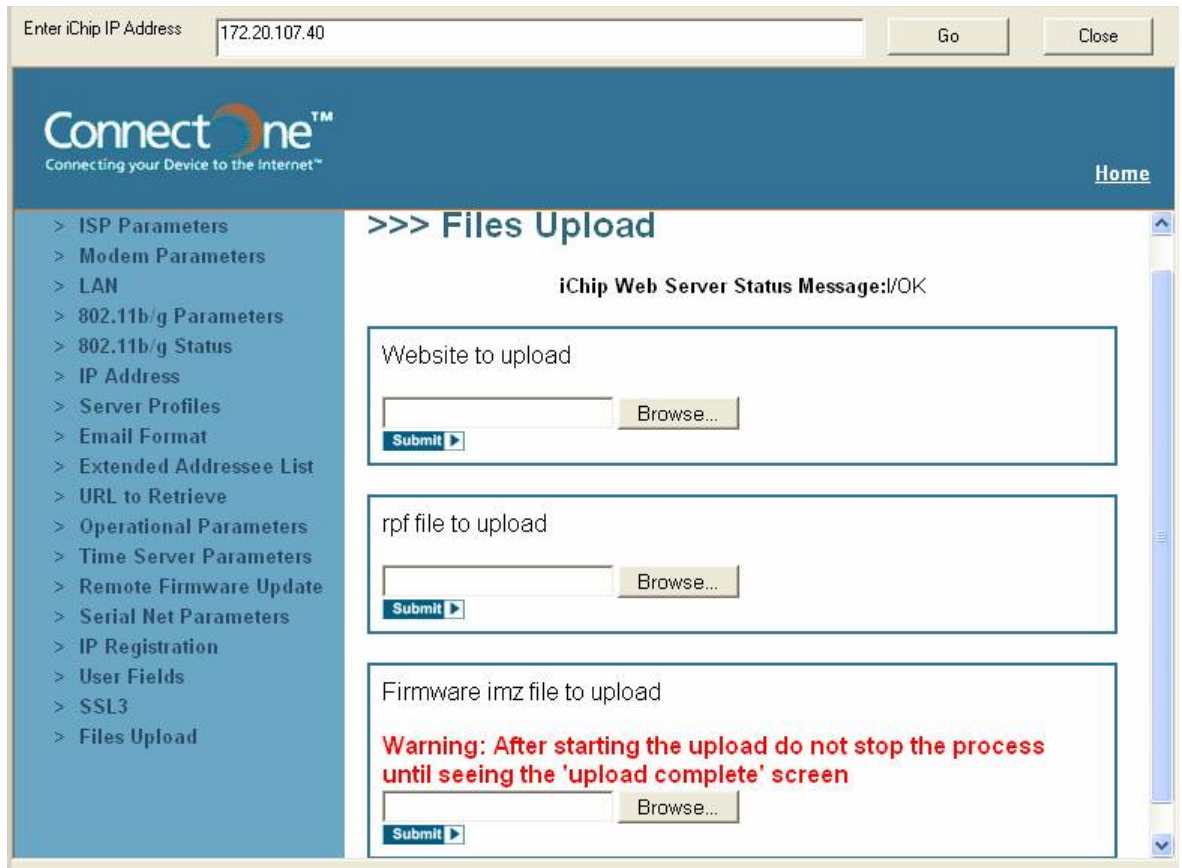 Enter iChip IP Address 172.20.107.40 Go Close
Connect One™
Connecting your Device to the Internet™
Home
> ISP Parameters
> Modem Parameters
> LAN
> 802.11b/g Parameters
> 802.11b/g Status
> IP Address
> Server Profiles
> Email Format
> Extended Addressee List
> URL to Retrieve
> Operational Parameters
> Time Server Parameters
> Remote Firmware Update
> Serial Net Parameters
> IP Registration
> User Fields
> SSL3
> Files Upload
>>> Files Upload
iChip Web Server Status Message:I/OK
Website to upload
Browse...
Submit
rpf file to upload
Browse...
Submit
Firmware imz file to upload
Warning: After starting the upload do not stop the process
until seeing the 'upload complete' screen
Browse...
Submit